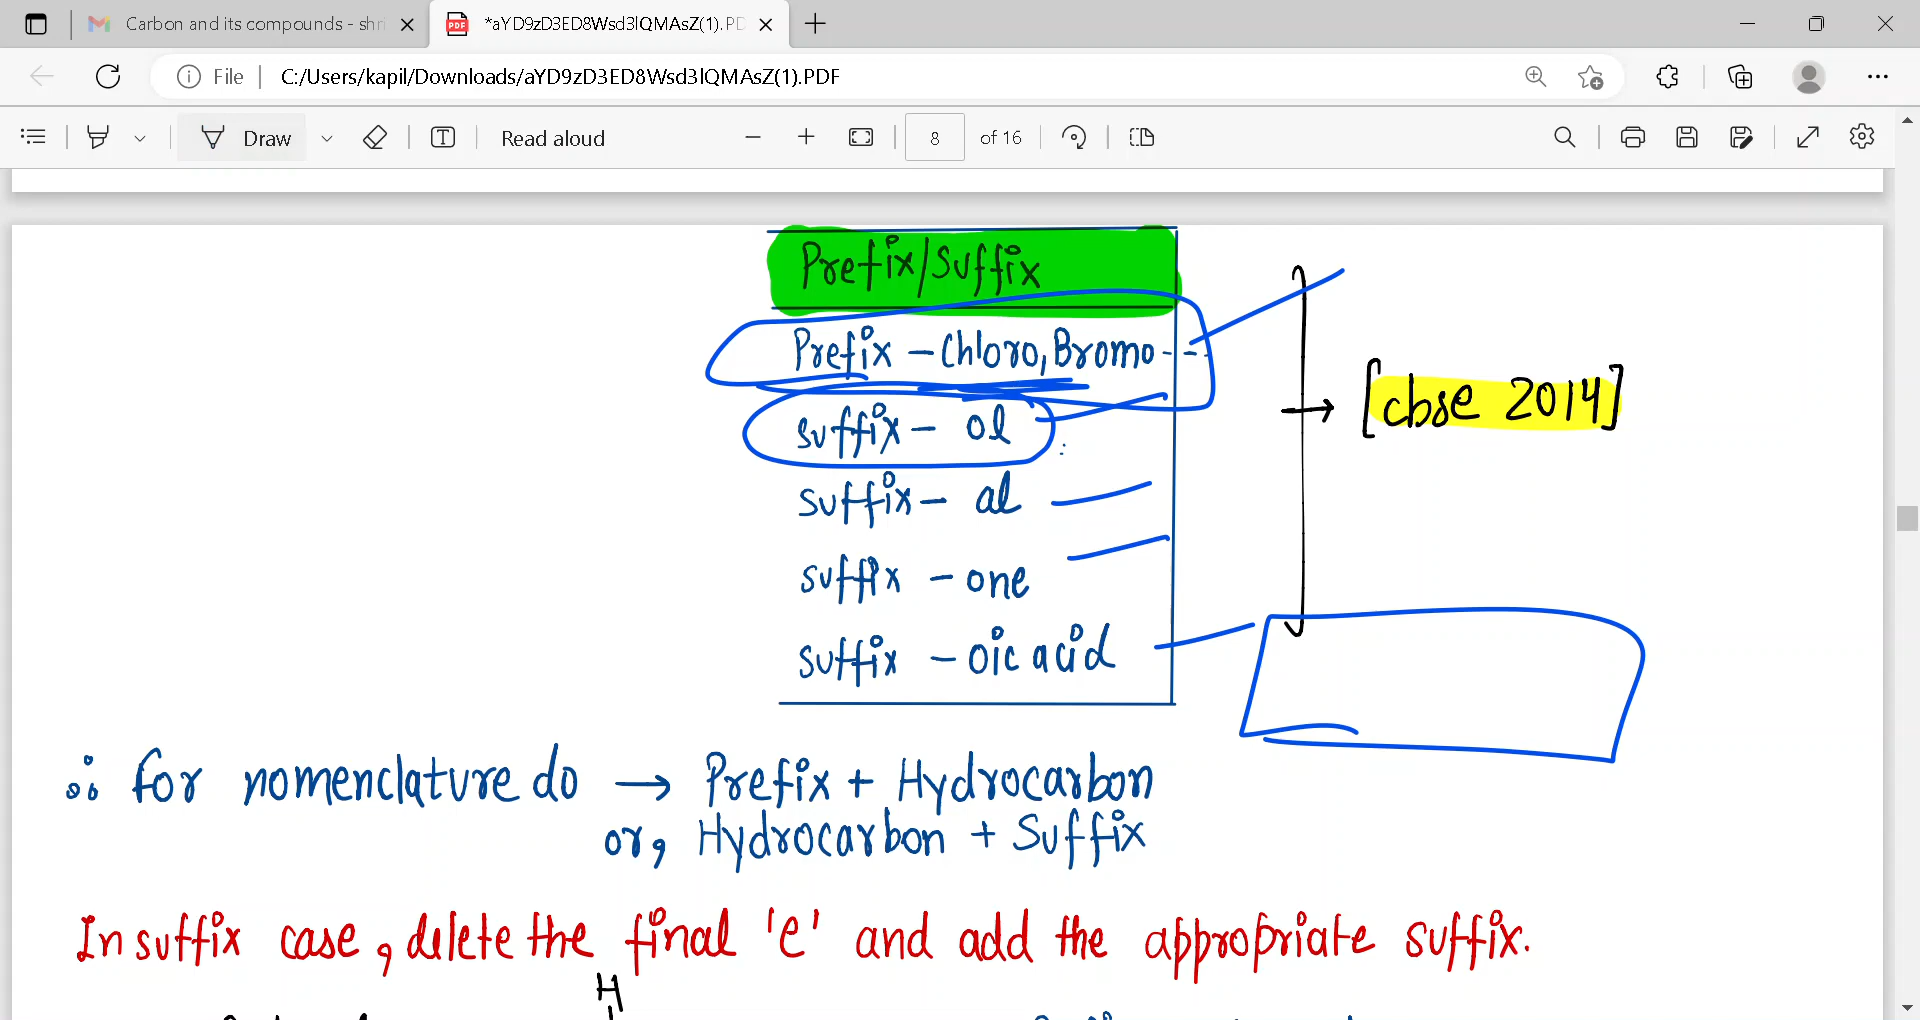 Carbon and its compounds - shri
*aYD9zD3ED8Wsd3lQMAsZ(1).PD
File
C:/Users/kapil/Downloads/aYD9zD3ED8Wsd3lQMAsZ(1).PDF
Draw
Read aloud
8 of 16
Prefix/Suffix
Prefix - Chloro, Bromo ---
suffix - ol
suffix - al
suffix - one
suffix - oic acid
[cbse 2014]
∴ for nomenclature do → Prefix + Hydrocarbon
or, Hydrocarbon + Suffix
In suffix case, delete the final 'e' and add the appropriate suffix.
H